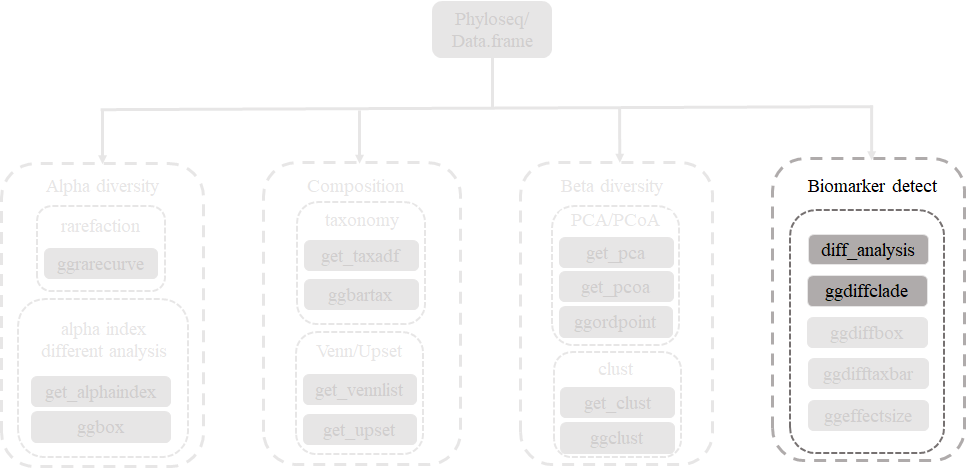 Phyloseq/
Data.frame
Alpha diversity
rarefaction
ggrarecurve
alpha index
different analysis
get_alphaindex
ggbox
Composition
taxonomy
get_taxadf
ggbartax
Venn/Upset
get_vennlist
get_upset
Beta diversity
PCA/PCoA
get_pca
get_pcoa
ggordpoint
clust
get_clust
ggclust
Biomarker detect
diff_analysis
ggdiffclade
ggdiffbox
ggdifftaxbar
ggeffectsize